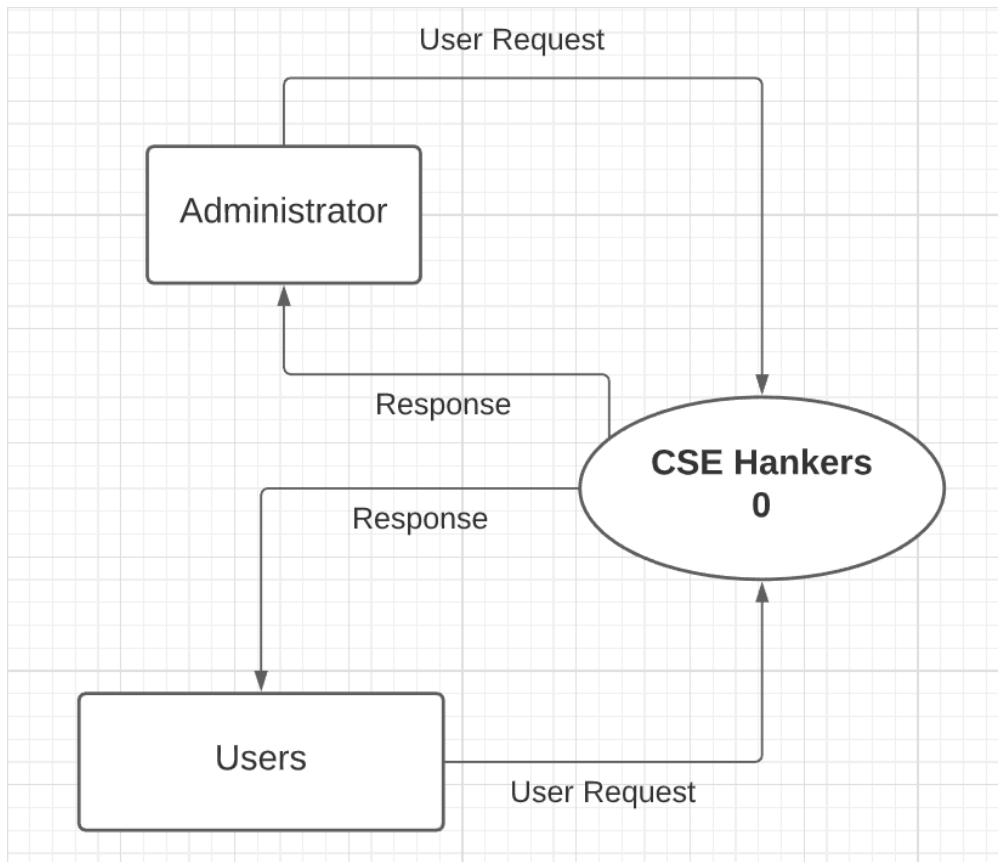 User Request
Administrator
Response
CSE Hankers
0
Response
Users
User Request